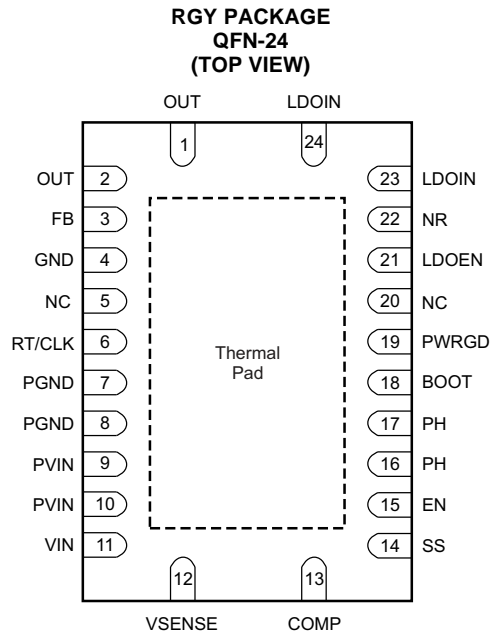 RGY PACKAGE
QFN-24
(TOP VIEW)
OUT LDOIN
1 24
OUT 2 23 LDOIN
FB 3 22 NR
GND 4 21 LDOEN
NC 5 20 NC
RT/CLK 6 19 PWRGD
Thermal
Pad
PGND 7 18 BOOT
PGND 8 17 PH
PVIN 9 16 PH
PVIN 10 15 EN
VIN 11 14 SS
12 13
VSENSE COMP